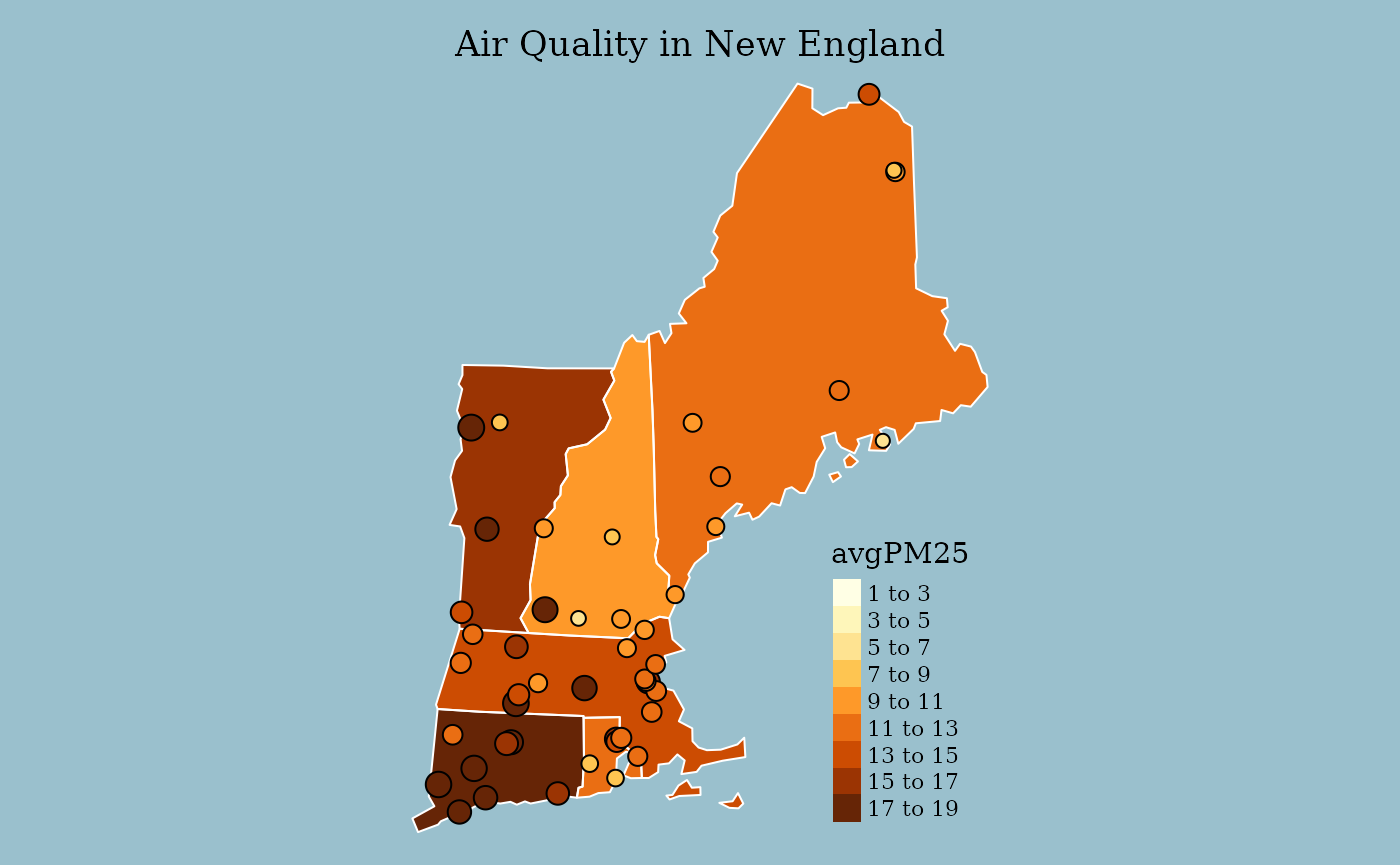 Air Quality in New England
avgPM25
1 to 3
3 to 5
5 to 7
7 to 9
9 to 11
11 to 13
13 to 15
15 to 17
17 to 19